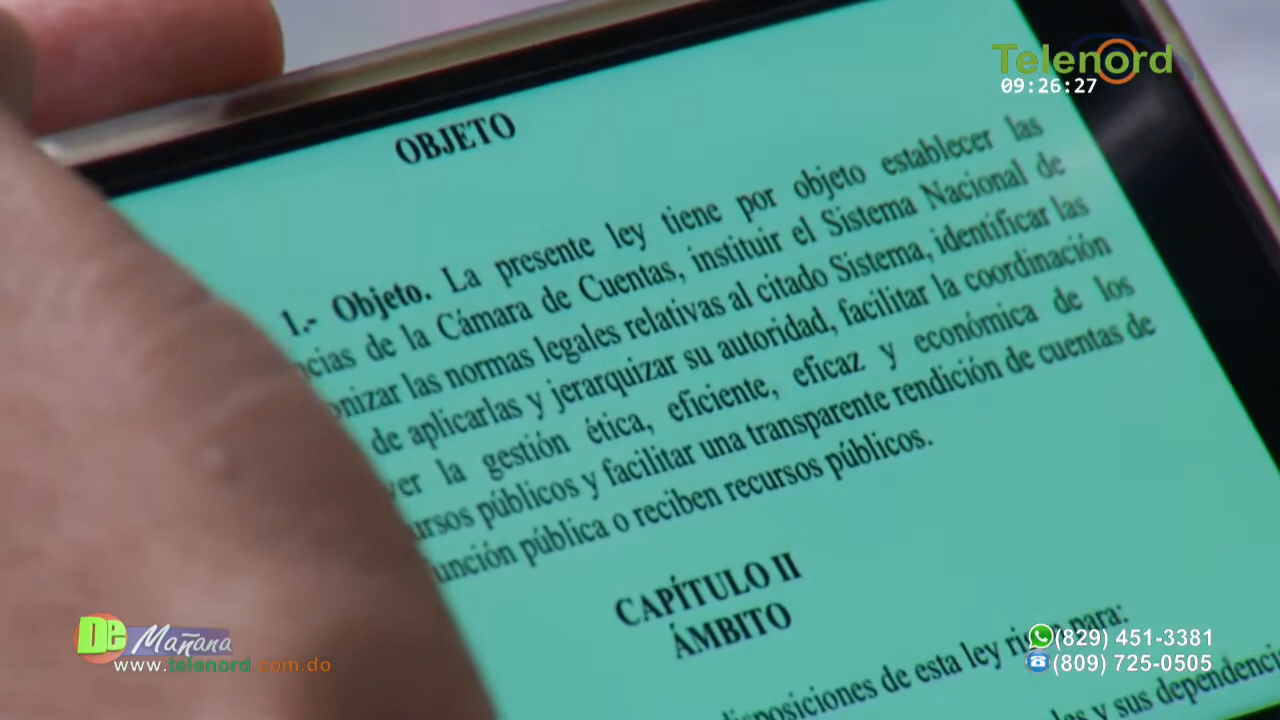 Telenord
09:26:27
OBJETO
1.- Objeto. La presente ley tiene por objeto establecer las
de la Cámara de Cuentas, instituir el Sistema Nacional de
las normas legales relativas al citado Sistema, identificar las
de aplicarlas y jerarquizar su autoridad, facilitar la coordinación
la gestión ética, eficiente, eficaz y económica de los
públicos y facilitar una transparente rendición de cuentas de
pública o reciben recursos públicos.
CAPÍTULO II
ÁMBITO
de esta ley para:
y sus
De Mañana
www.telenord.com.do
(829) 451-3381
(809) 725-0505